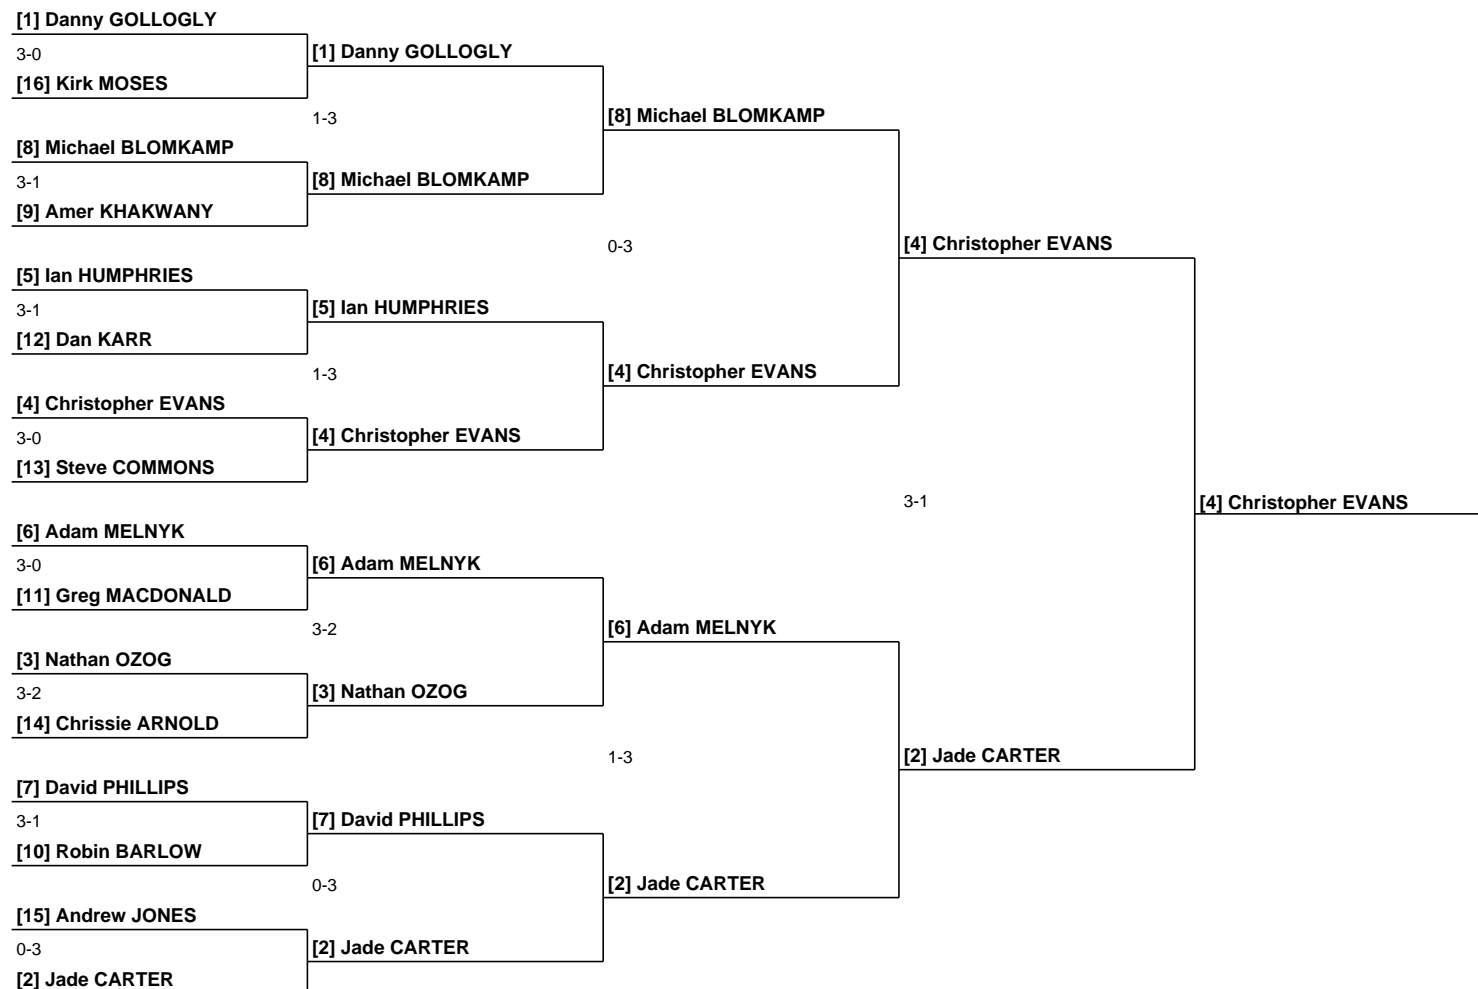 [1] Danny GOLLOGLY
3-0
[1] Danny GOLLOGLY
[16] Kirk MOSES
1-3
[8] Michael BLOMKAMP
[8] Michael BLOMKAMP
3-1
[8] Michael BLOMKAMP
[9] Amer KHAKWANY
0-3
[4] Christopher EVANS
[5] Ian HUMPHRIES
3-1
[5] Ian HUMPHRIES
[12] Dan KARR
1-3
[4] Christopher EVANS
[4] Christopher EVANS
3-0
[4] Christopher EVANS
[13] Steve COMMONS
3-1
[4] Christopher EVANS
[6] Adam MELNYK
3-0
[6] Adam MELNYK
[11] Greg MACDONALD
3-2
[6] Adam MELNYK
[3] Nathan OZOG
3-2
[3] Nathan OZOG
[14] Chrissie ARNOLD
1-3
[2] Jade CARTER
[7] David PHILLIPS
3-1
[7] David PHILLIPS
[10] Robin BARLOW
0-3
[2] Jade CARTER
[15] Andrew JONES
0-3
[2] Jade CARTER
[2] Jade CARTER